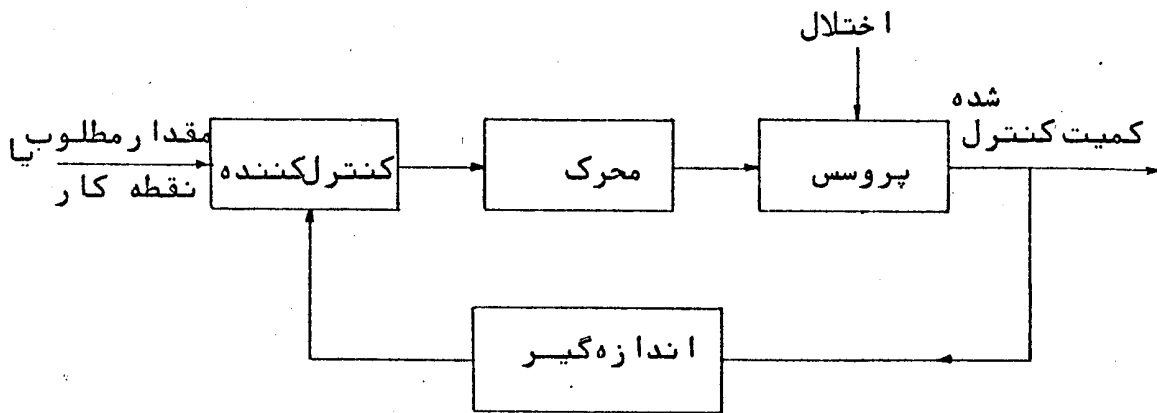 اختلال
مقدار مطلوب
یا
نقطه کار
کنترل‌کننده
محرک
پروسس
شده
کمیت کنترل
اندازه‌گیر